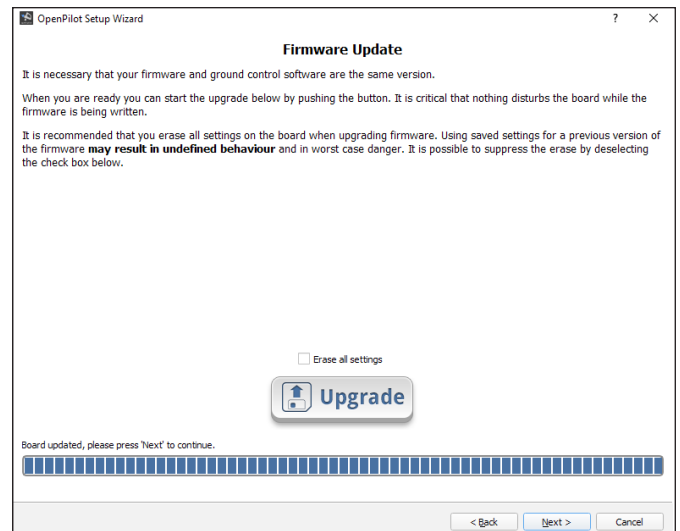 OpenPilot Setup Wizard
Firmware Update
It is necessary that your firmware and ground control software are the same version.
When you are ready you can start the upgrade below by pushing the button. It is critical that nothing disturbs the board while the
firmware is being written.
It is recommended that you erase all settings on the board when upgrading firmware. Using saved settings for a previous version of
the firmware may result in undefined behaviour and in worst case danger. It is possible to suppress the erase by deselecting
the check box below.
Erase all settings
Upgrade
Board updated, please press 'Next' to continue.
< Back Next > Cancel